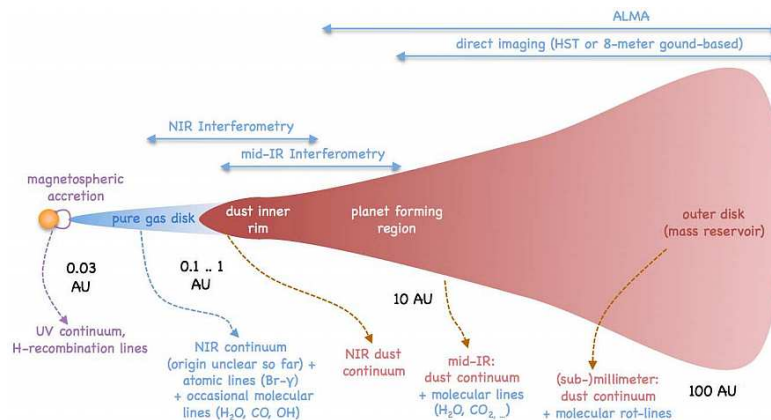 ALMA
direct imaging (HST or 8-meter gound-based)
NIR Interferometry
mid-IR Interferometry
magnetospheric
accretion
pure gas disk
dust inner
rim
planet forming
region
outer disk
(mass reservoir)
0.03
AU
0.1 .. 1
AU
10 AU
100 AU
UV continuum,
H-recombination lines
NIR continuum
(origin unclear so far) +
atomic lines (Br-γ)
+ occasional molecular
lines (H₂O, CO, OH)
NIR dust
continuum
mid-IR:
dust continuum
+ molecular lines
(H₂O, CO₂, ...)
(sub-)millimeter:
dust continuum
+ molecular rot-lines